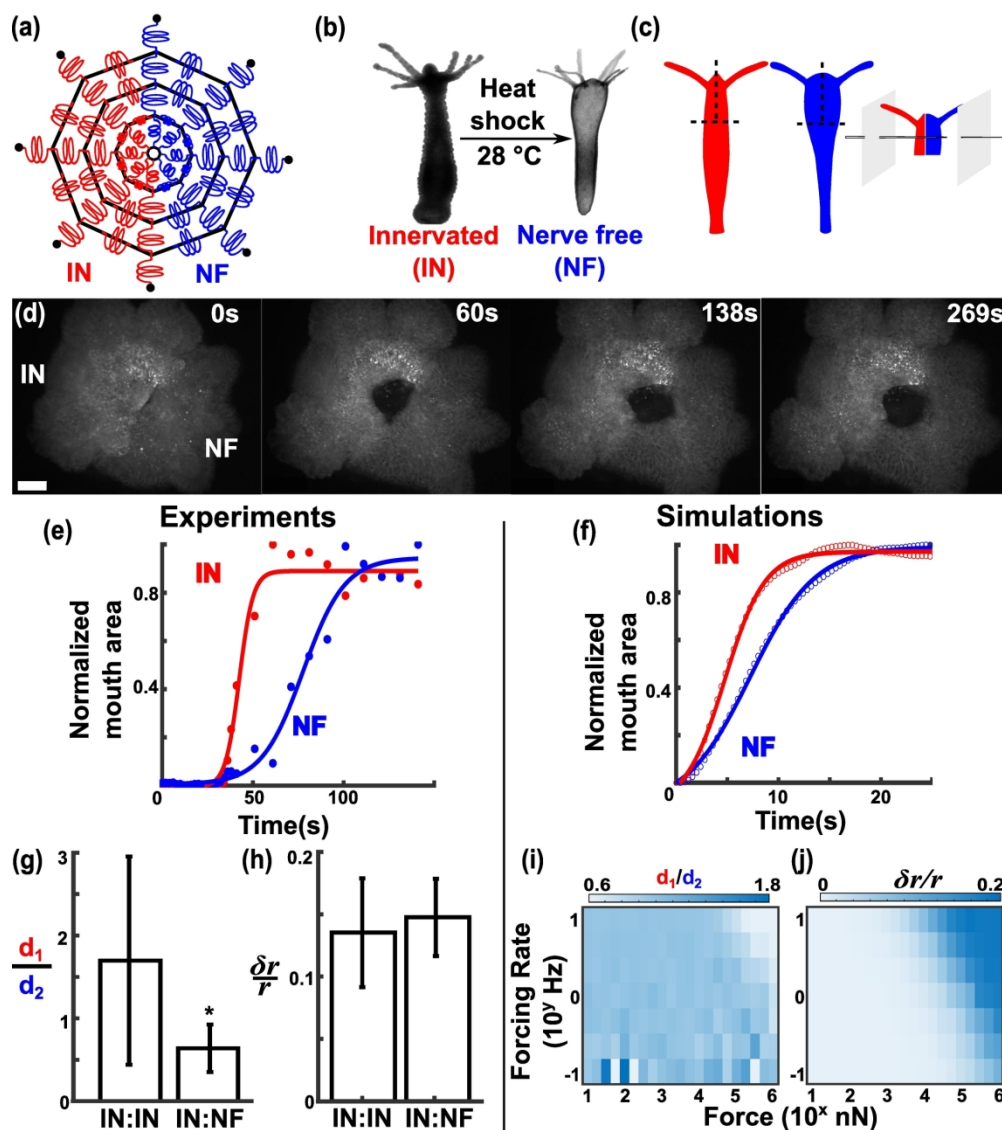 (a)
IN
NF
(b)
Heat
shock
28 °C
Innervated
(IN)
Nerve free
(NF)
(c)
(d)
0s
60s
138s
269s
IN
NF
Experiments
Simulations
(e)
IN
NF
0.8
0.4
0
50
100
Normalized
mouth area
Time(s)
(f)
IN
NF
0.8
0.4
0
10
20
Normalized
mouth area
Time(s)
(g)
3
2
1
0
d1
d2
*
IN:IN
IN:NF
(h)
0.2
0.1
0
δr
r
IN:IN
IN:NF
(i)
0.6
d1/d2
1.8
(j)
0
δr/r
0.2
1
0
-1
1
0
-1
Forcing Rate
(10^y Hz)
1 2 3 4 5 6
1 2 3 4 5 6
Force (10^x nN)